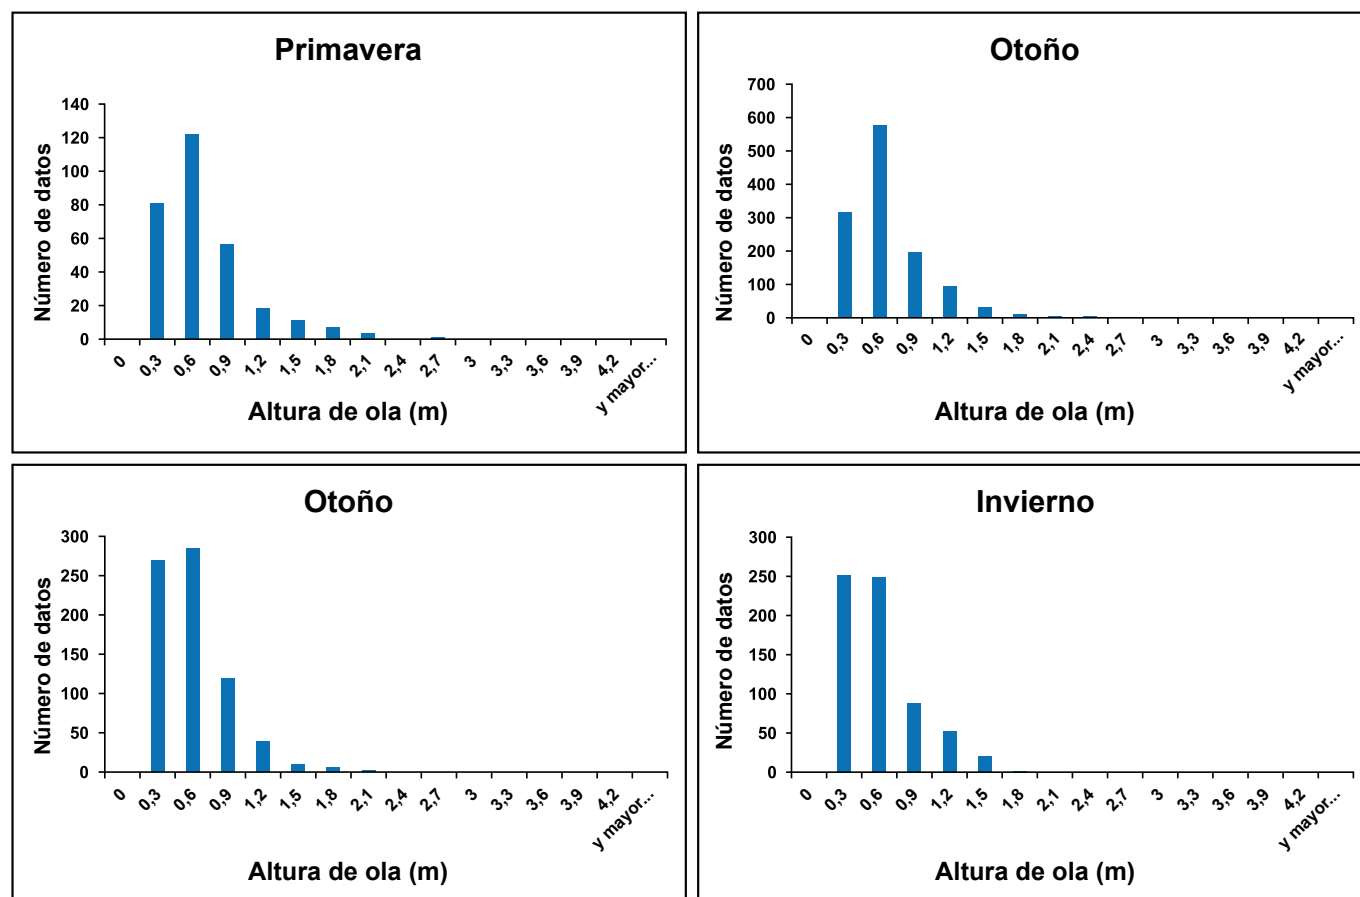 Primavera
Número de datos
140
120
100
80
60
40
20
0
0 0,3 0,6 0,9 1,2 1,5 1,8 2,1 2,4 2,7 3 3,3 3,6 3,9 4,2 y mayor...
Altura de ola (m)
Otoño
Número de datos
700
600
500
400
300
200
100
0
0 0,3 0,6 0,9 1,2 1,5 1,8 2,1 2,4 2,7 3 3,3 3,6 3,9 4,2 y mayor...
Altura de ola (m)
Otoño
Número de datos
300
250
200
150
100
50
0
0 0,3 0,6 0,9 1,2 1,5 1,8 2,1 2,4 2,7 3 3,3 3,6 3,9 4,2 y mayor...
Altura de ola (m)
Invierno
Número de datos
300
250
200
150
100
50
0
0 0,3 0,6 0,9 1,2 1,5 1,8 2,1 2,4 2,7 3 3,3 3,6 3,9 4,2 y mayor...
Altura de ola (m)